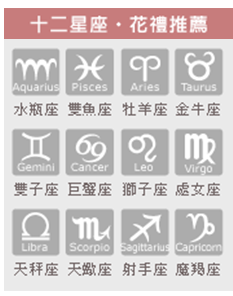 十二星座・花禮推薦
Aquarius Pisces Aries Taurus
水瓶座 雙魚座 牡羊座 金牛座
Gemini Cancer Leo Virgo
雙子座 巨蟹座 獅子座 處女座
Libra Scorpio Sagittarius Capricorn
天秤座 天蠍座 射手座 魔羯座